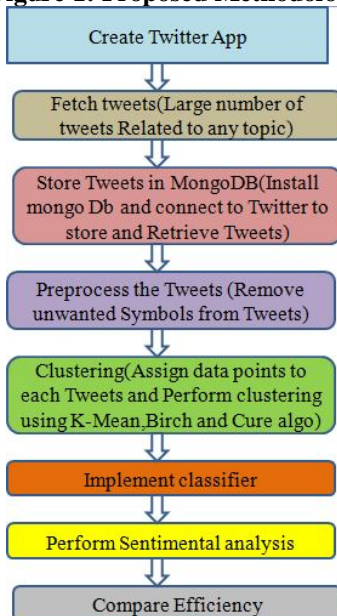 Create Twitter App
Fetch tweets(Large number of
tweets Related to any topic)
Store Tweets in MongoDB(Install
mongo Db and connect to Twitter to
store and Retrieve Tweets)
Preprocess the Tweets (Remove
unwanted Symbols from Tweets)
Clustering(Assign data points to
each Tweets and Perform clustering
using K-Mean,Birch and Cure algo)
Implement classifier
Perform Sentimental analysis
Compare Efficiency